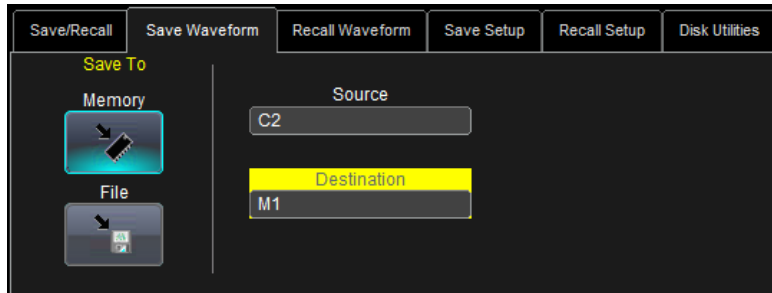 Save/Recall
Save Waveform
Recall Waveform
Save Setup
Recall Setup
Disk Utilities
Save To
Memory
File
Source
C2
Destination
M1